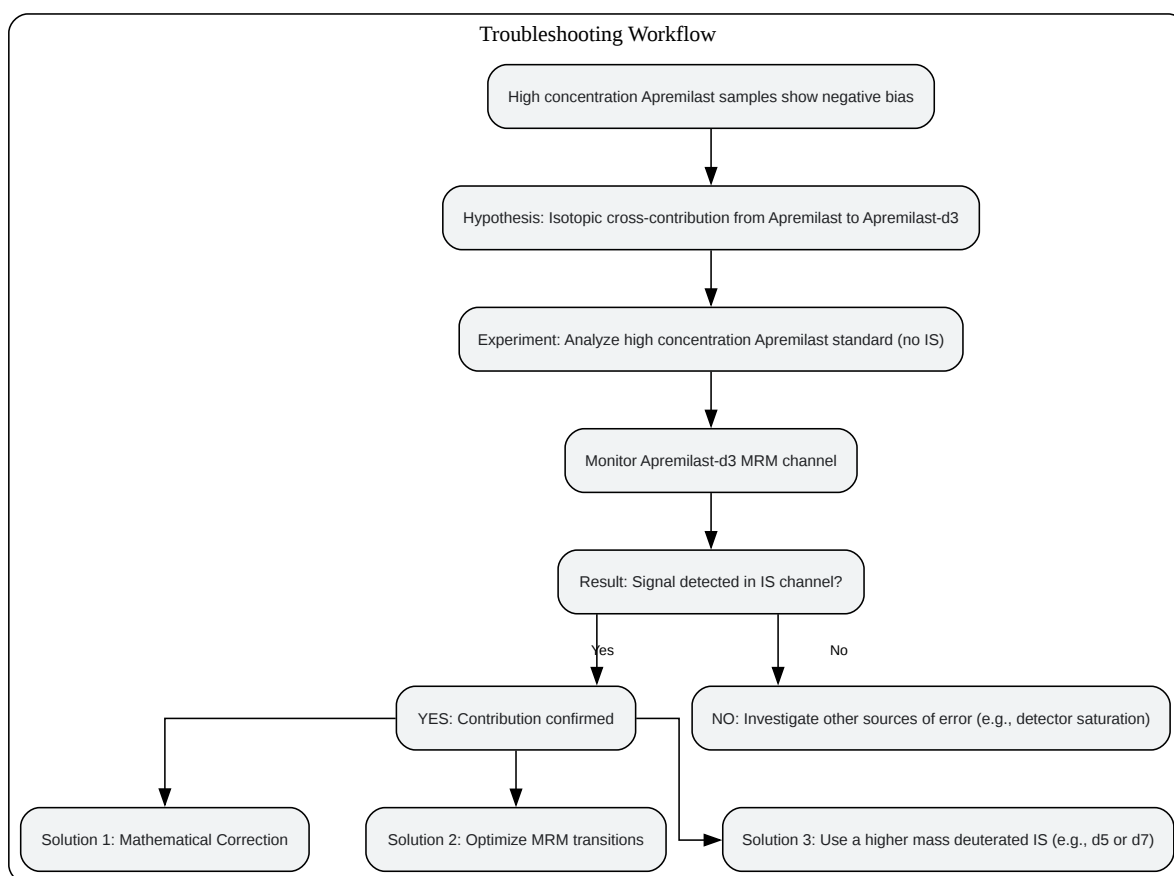 Troubleshooting Workflow
High concentration Apremilast samples show negative bias
Hypothesis: Isotopic cross-contribution from Apremilast to Apremilast-d3
Experiment: Analyze high concentration Apremilast standard (no IS)
Monitor Apremilast-d3 MRM channel
Result: Signal detected in IS channel?
Yes
No
YES: Contribution confirmed
NO: Investigate other sources of error (e.g., detector saturation)
Solution 1: Mathematical Correction
Solution 2: Optimize MRM transitions
Solution 3: Use a higher mass deuterated IS (e.g., d5 or d7)